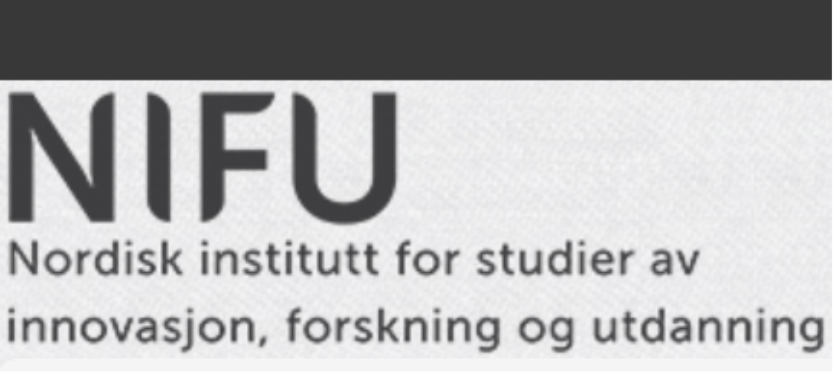 NIFU
Nordisk institutt for studier av
innovasjon, forskning og utdanning